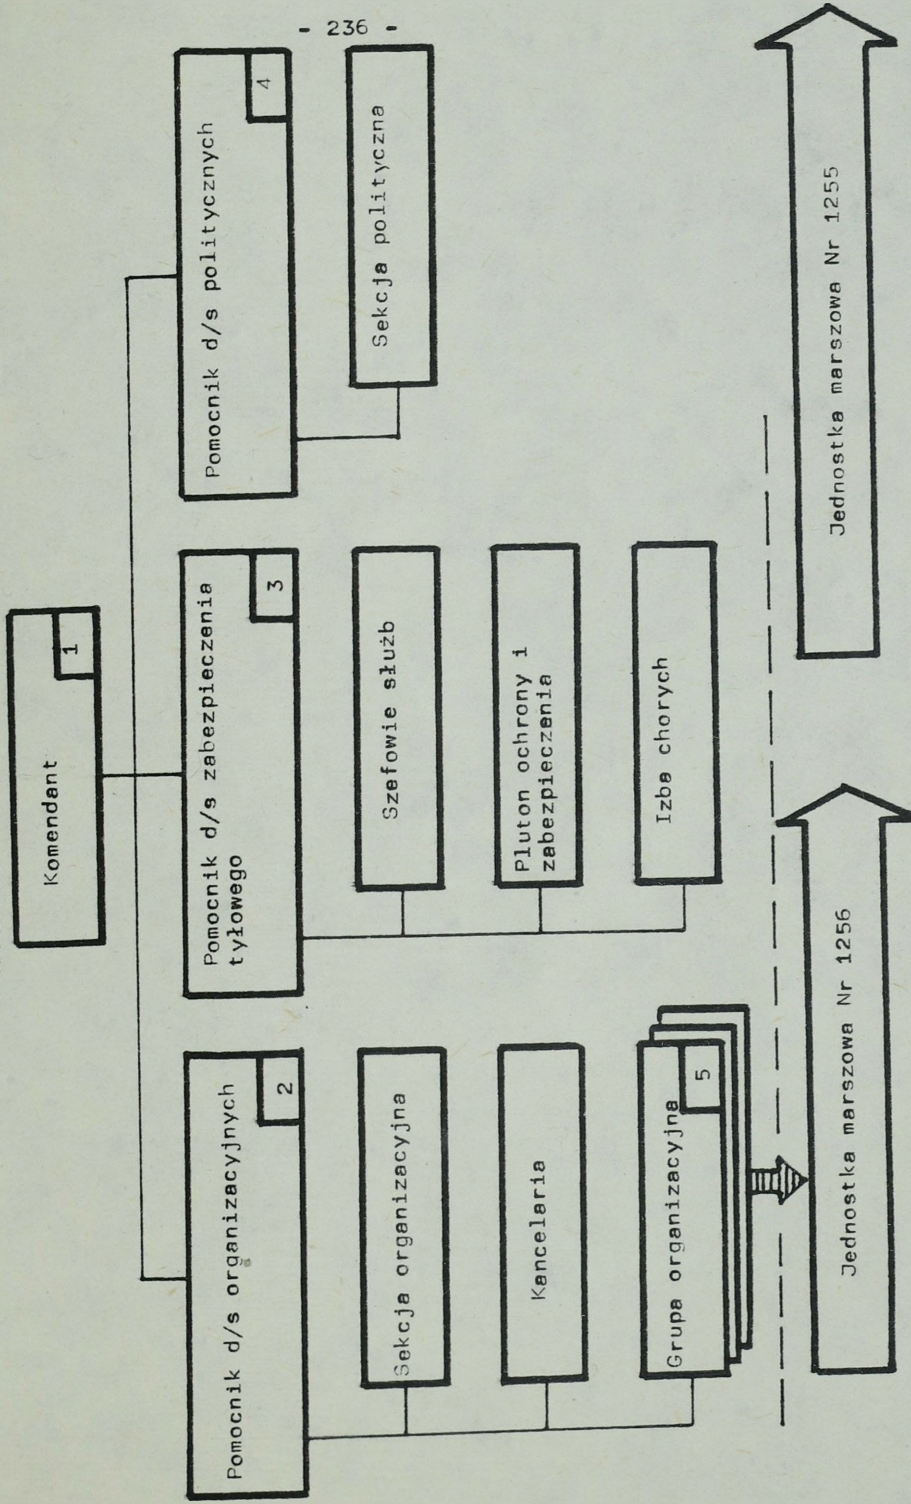 - 236 -
Komendant
1
Pomocnik d/s organizacyjnych
2
Sekcja organizacyjna
Kancelaria
Grupa organizacyjna
5
Pomocnik d/s zabezpieczenia
tyłowego
3
Szefowie służb
Pluton ochrony i
zabezpieczenia
Izba chorych
Pomocnik d/s politycznych
4
Sekcja polityczna
Jednostka marszowa Nr 1256
Jednostka marszowa Nr 1255